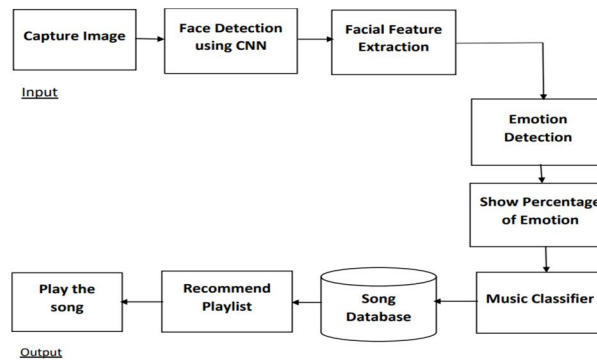 Capture Image
Face Detection
using CNN
Facial Feature
Extraction
Input
Emotion
Detection
Show Percentage
of Emotion
Music Classifier
Song
Database
Recommend
Playlist
Play the
song
Output